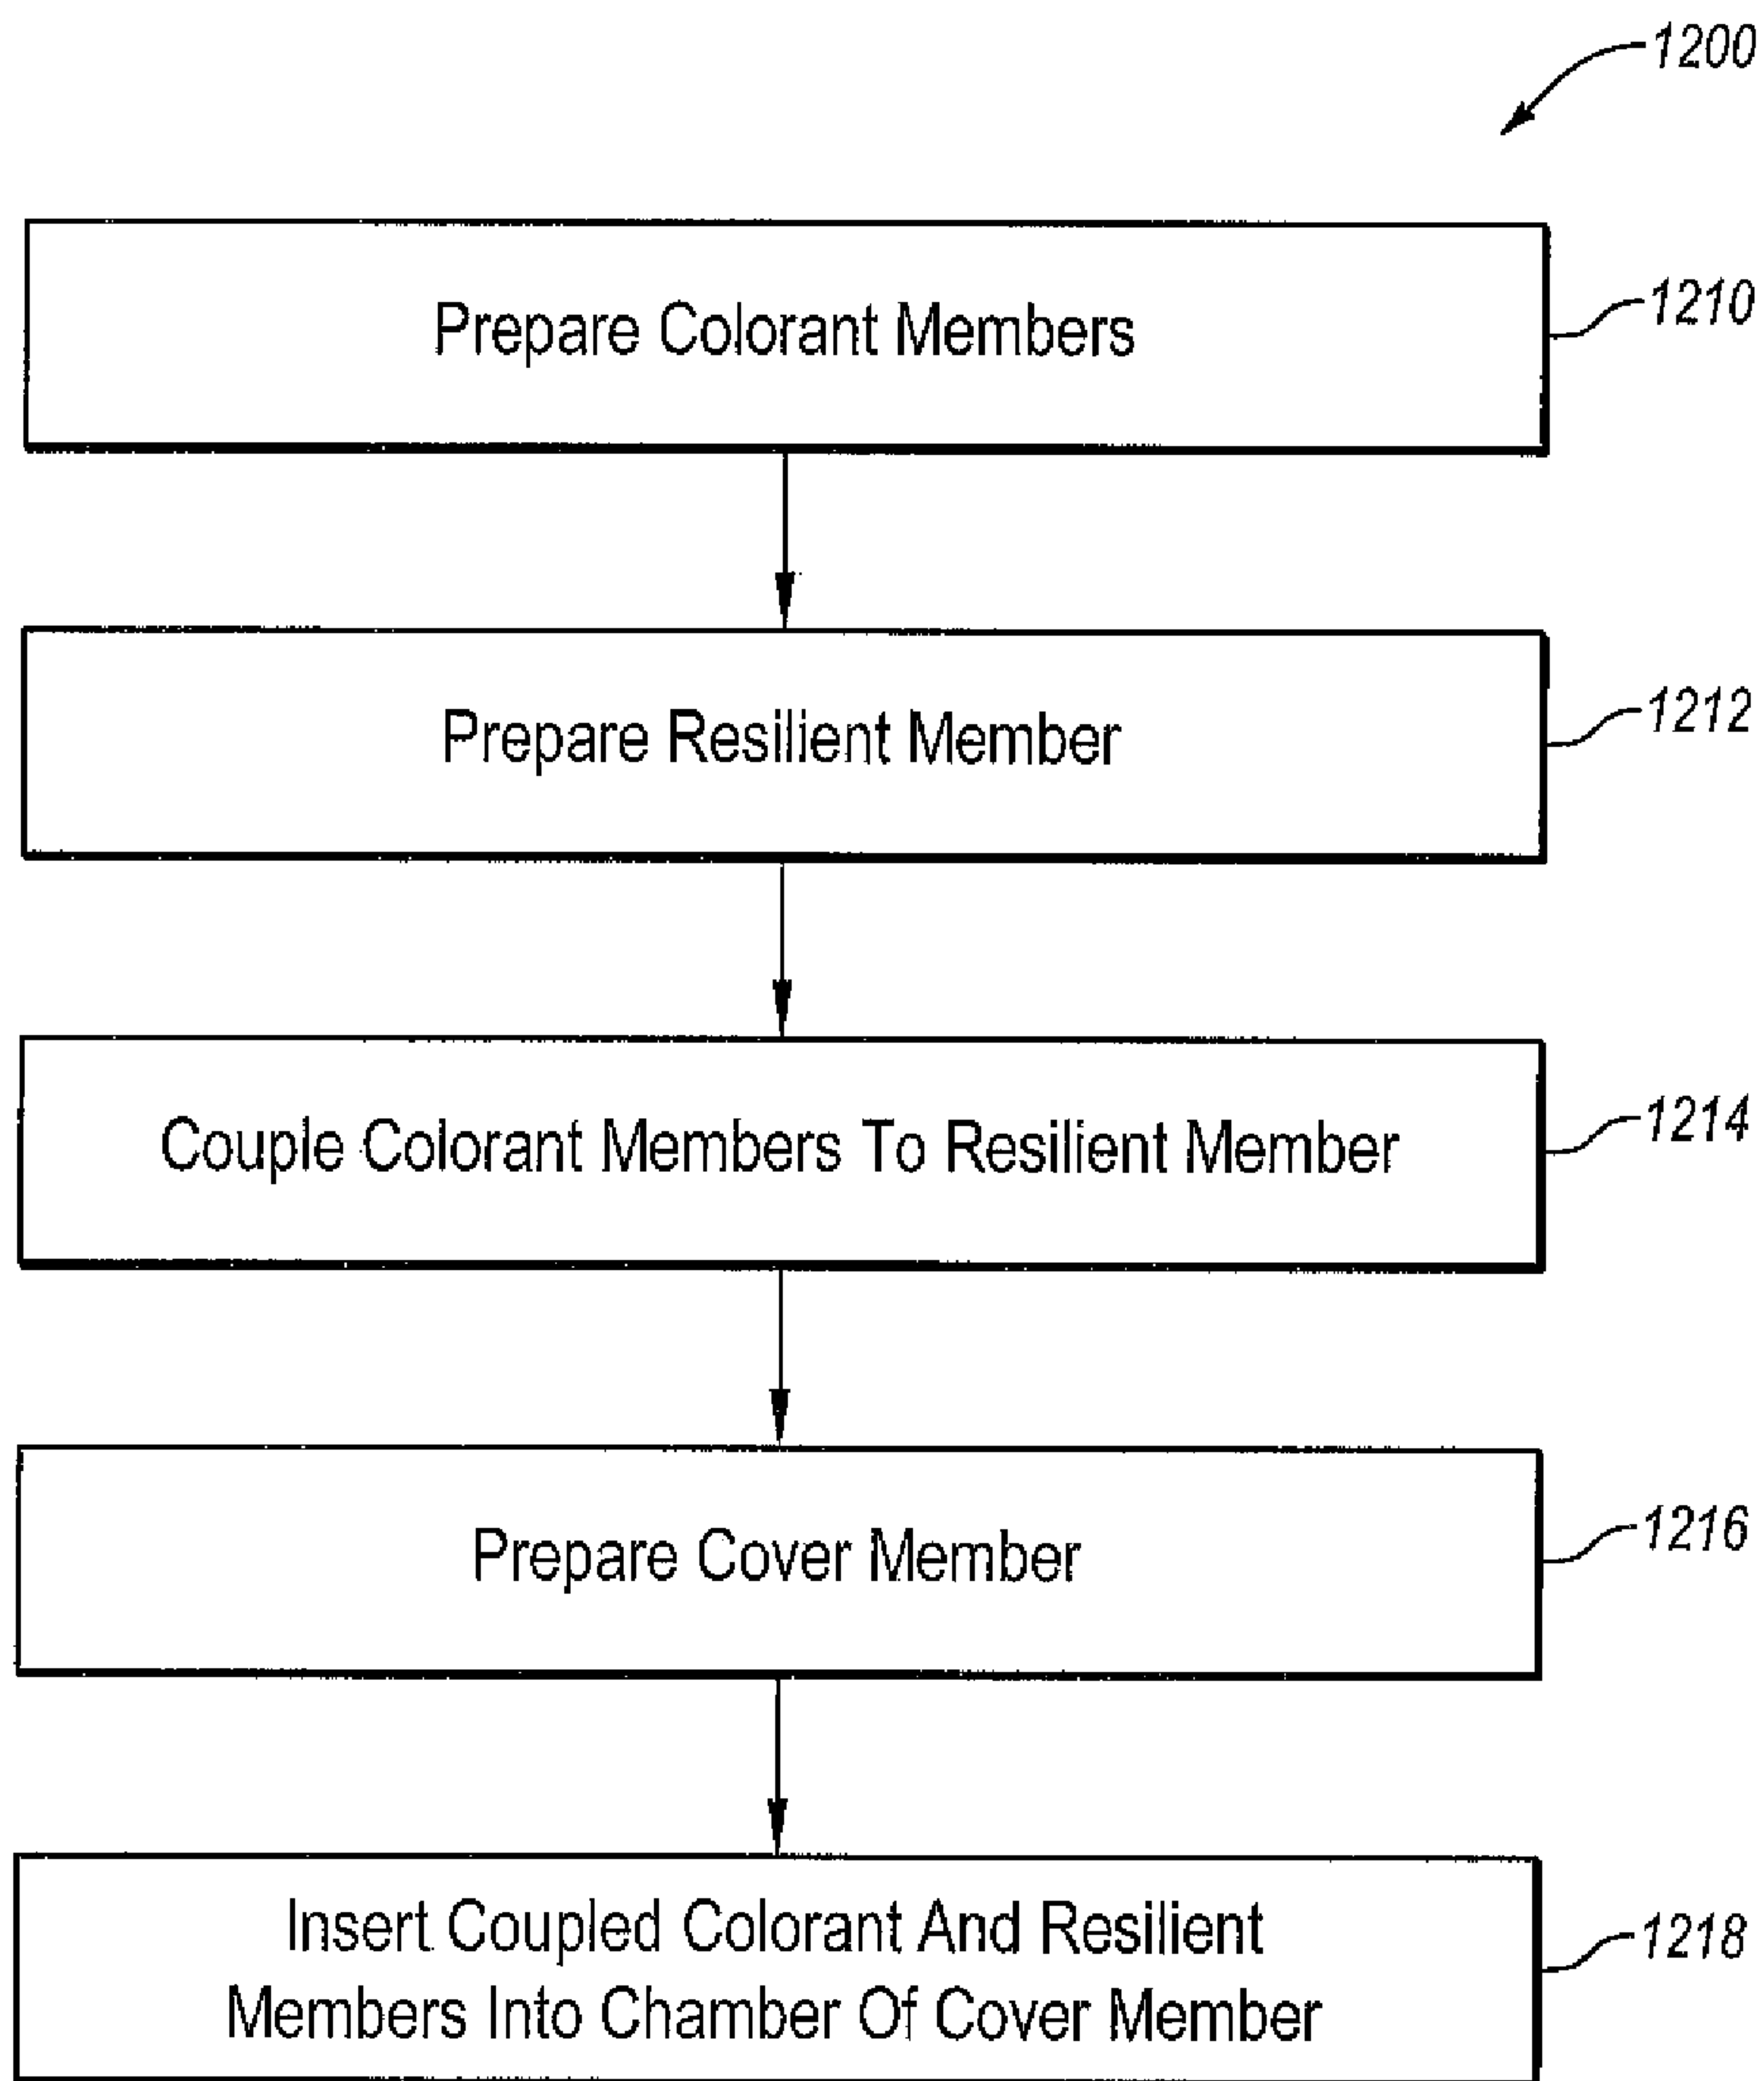 1200
Prepare Colorant Members
1210
Prepare Resilient Member
1212
Couple Colorant Members To Resilient Member
1214
Prepare Cover Member
1216
Insert Coupled Colorant And Resilient
Members Into Chamber Of Cover Member
1218